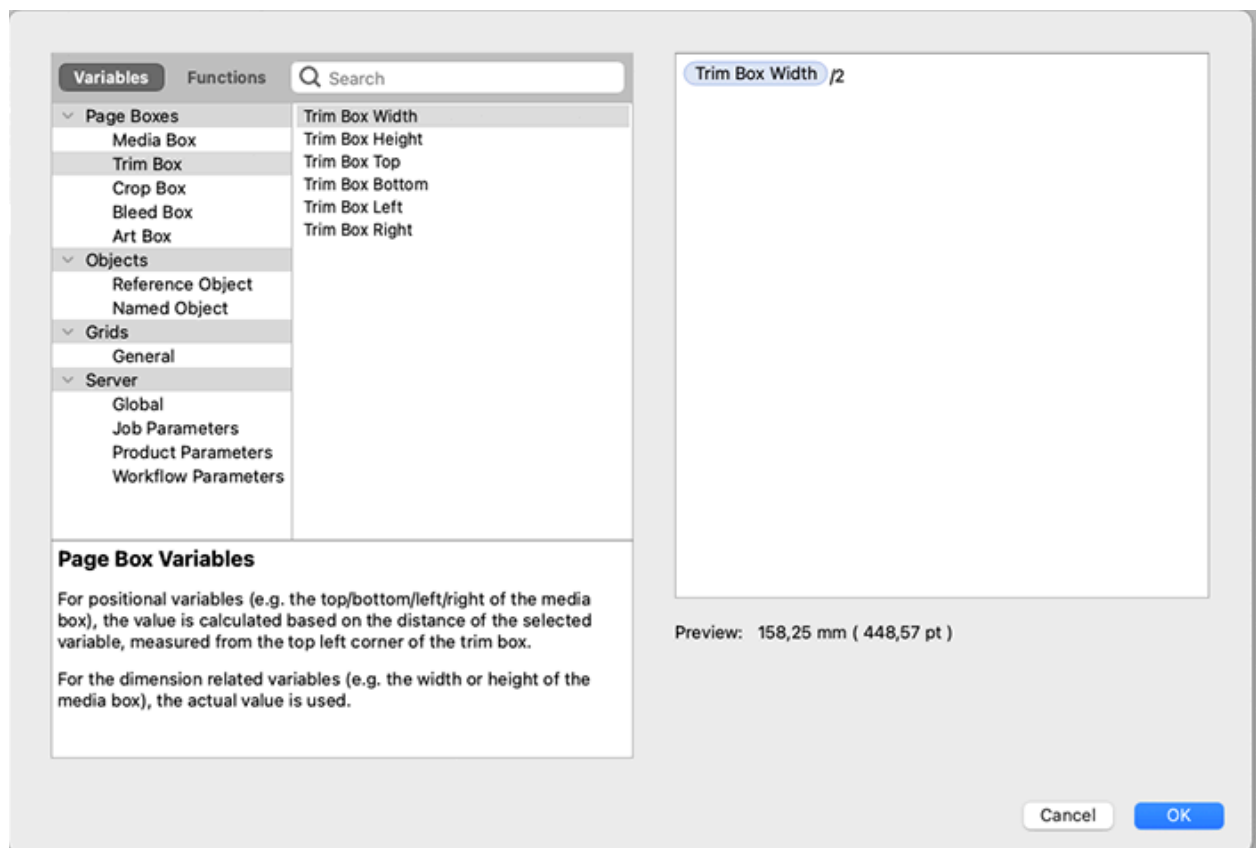 Variables Functions Search
Page Boxes
Media Box
Trim Box
Crop Box
Bleed Box
Art Box
Objects
Reference Object
Named Object
Grids
General
Server
Global
Job Parameters
Product Parameters
Workflow Parameters
Trim Box Width
Trim Box Height
Trim Box Top
Trim Box Bottom
Trim Box Left
Trim Box Right
Page Box Variables
For positional variables (e.g. the top/bottom/left/right of the media
box), the value is calculated based on the distance of the selected
variable, measured from the top left corner of the trim box.
For the dimension related variables (e.g. the width or height of the
media box), the actual value is used.
Trim Box Width /2
Preview: 158,25 mm ( 448,57 pt )
Cancel OK